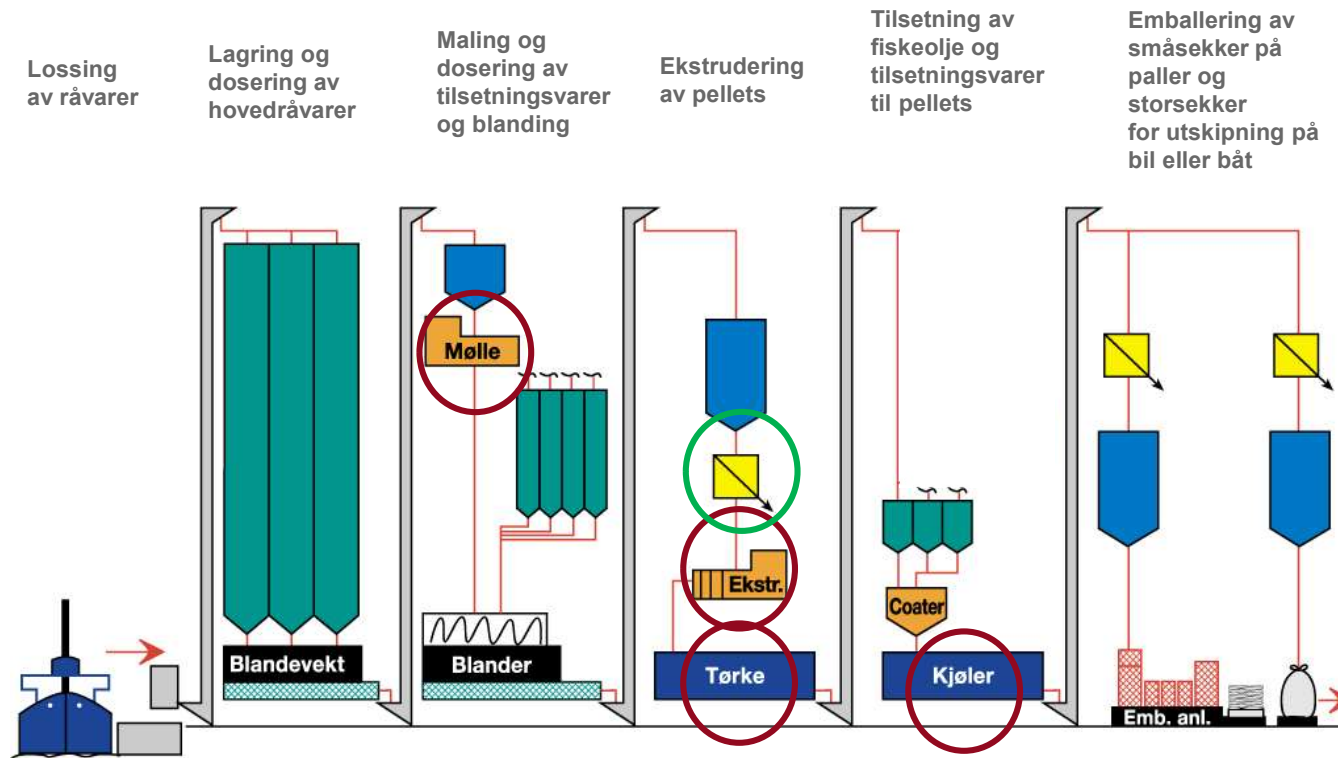 Lossing
av råvarer
Lagring og
dosering av
hovedråvarer
Maling og
dosering av
tilsetningsvarer
og blanding
Ekstrudering
av pellets
Tilsetning av
fiskeolje og
tilsetningsvarer
til pellets
Emballering av
småsekker på
paller og
storsekker
for utskipning på
bil eller båt
Mølle
Ekstr.
Coater
Blandevekt
Blander
Tørke
Kjøler
Emb. anl.